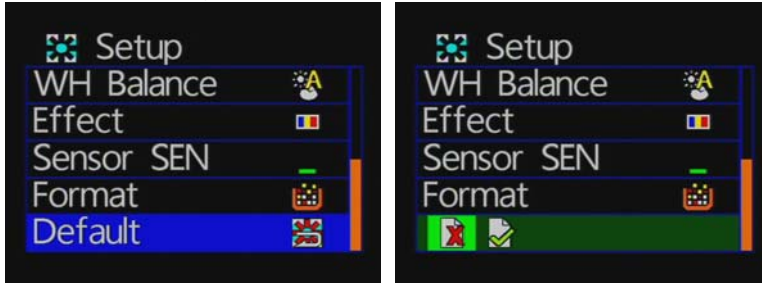 Setup
WH Balance
Effect
Sensor SEN
Format
Default
Setup
WH Balance
Effect
Sensor SEN
Format